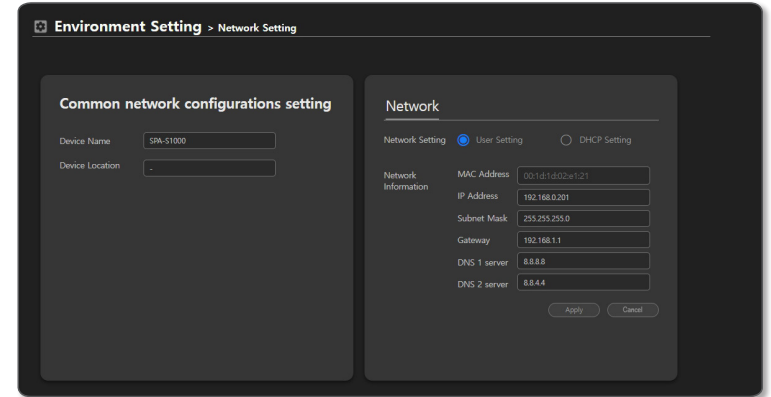 Environment Setting > Network Setting
Common network configurations setting
Device Name SPA-S1000
Device Location -
Network
Network Setting User Setting DHCP Setting
Network Information
MAC Address 00:1d:1d:02:e1:21
IP Address 192.168.0.201
Subnet Mask 255.255.255.0
Gateway 192.168.1.1
DNS 1 server 8.8.8.8
DNS 2 server 8.8.4.4
Apply Cancel